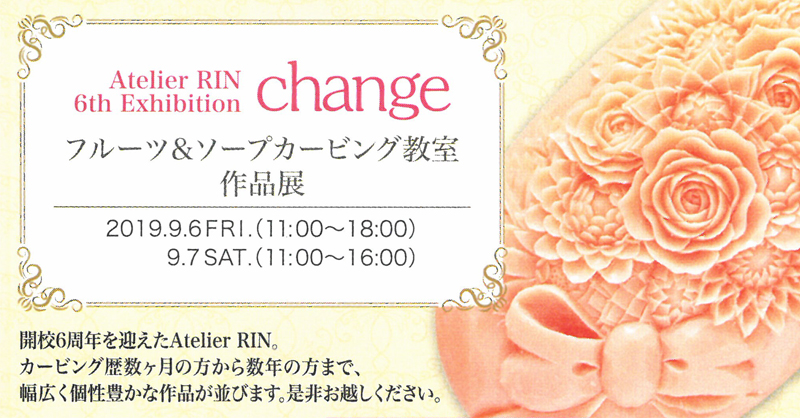 Atelier RIN
6th Exhibition
change
フルーツ&ソープカービング教室
作品展
2019.9.6 FRI.(11:00〜18:00)
9.7 SAT.(11:00〜16:00)
開校6周年を迎えたAtelier RIN。
カービング歴数ヶ月の方から数年の方まで、
幅広く個性豊かな作品が並びます。是非お越しください。